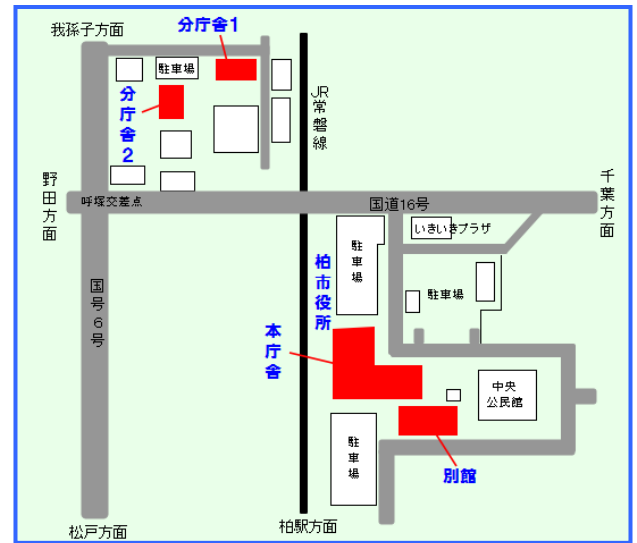 我孫子方面
分庁舎1
駐車場
分庁舎2
JR常磐線
野田方面
呼塚交差点
国道16号
千葉方面
いきいきプラザ
駐車場
柏市役所
駐車場
国号6号
本庁舎
中央
公民館
駐車場
別館
松戸方面
柏駅方面